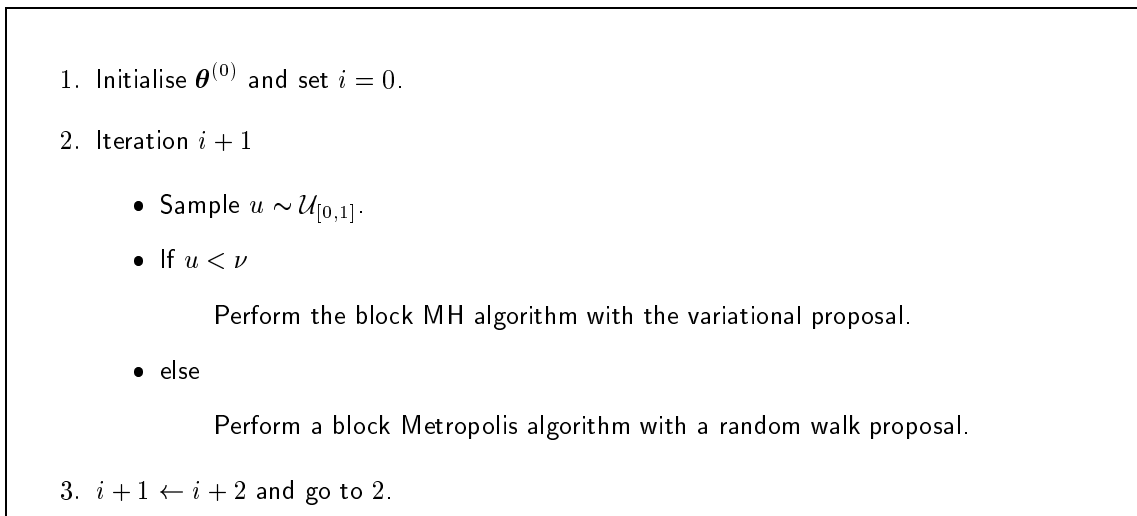 1. Initialise θ^(0) and set i = 0.
2. Iteration i + 1
• Sample u ∼ 𝒰_[0,1].
• If u < ν
Perform the block MH algorithm with the variational proposal.
• else
Perform a block Metropolis algorithm with a random walk proposal.
3. i + 1 ← i + 2 and go to 2.